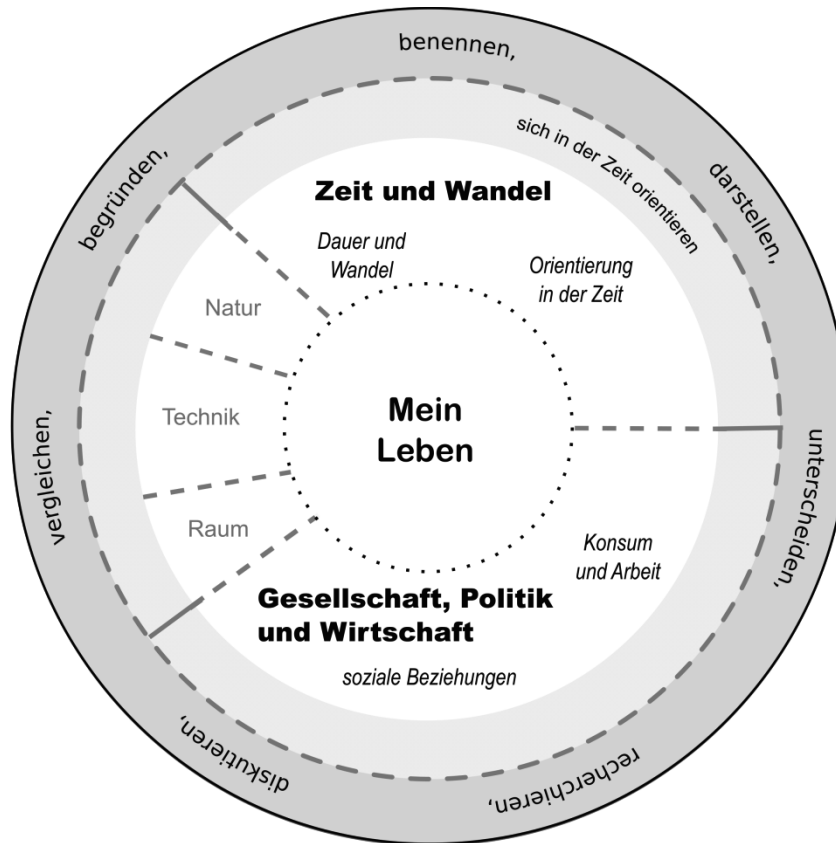 benennen,
darstellen,
unterscheiden,
recherchieren,
diskutieren,
vergleichen,
begründen,
sich in der Zeit orientieren
Zeit und Wandel
Dauer und
Wandel
Orientierung
in der Zeit
Natur
Technik
Raum
Mein
Leben
Konsum
und Arbeit
Gesellschaft, Politik
und Wirtschaft
soziale Beziehungen